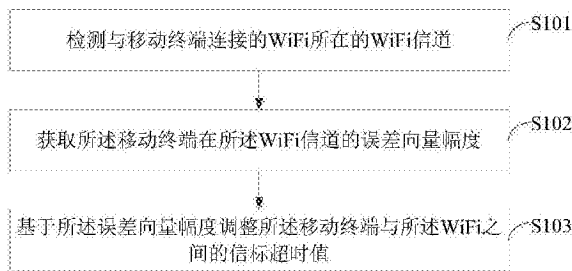 检测与移动终端连接的WiFi所在的WiFi信道
S101
获取所述移动终端在所述WiFi信道的误差向量幅度
S102
基于所述误差向量幅度调整所述移动终端与所述WiFi之
间的信标超时值
S103